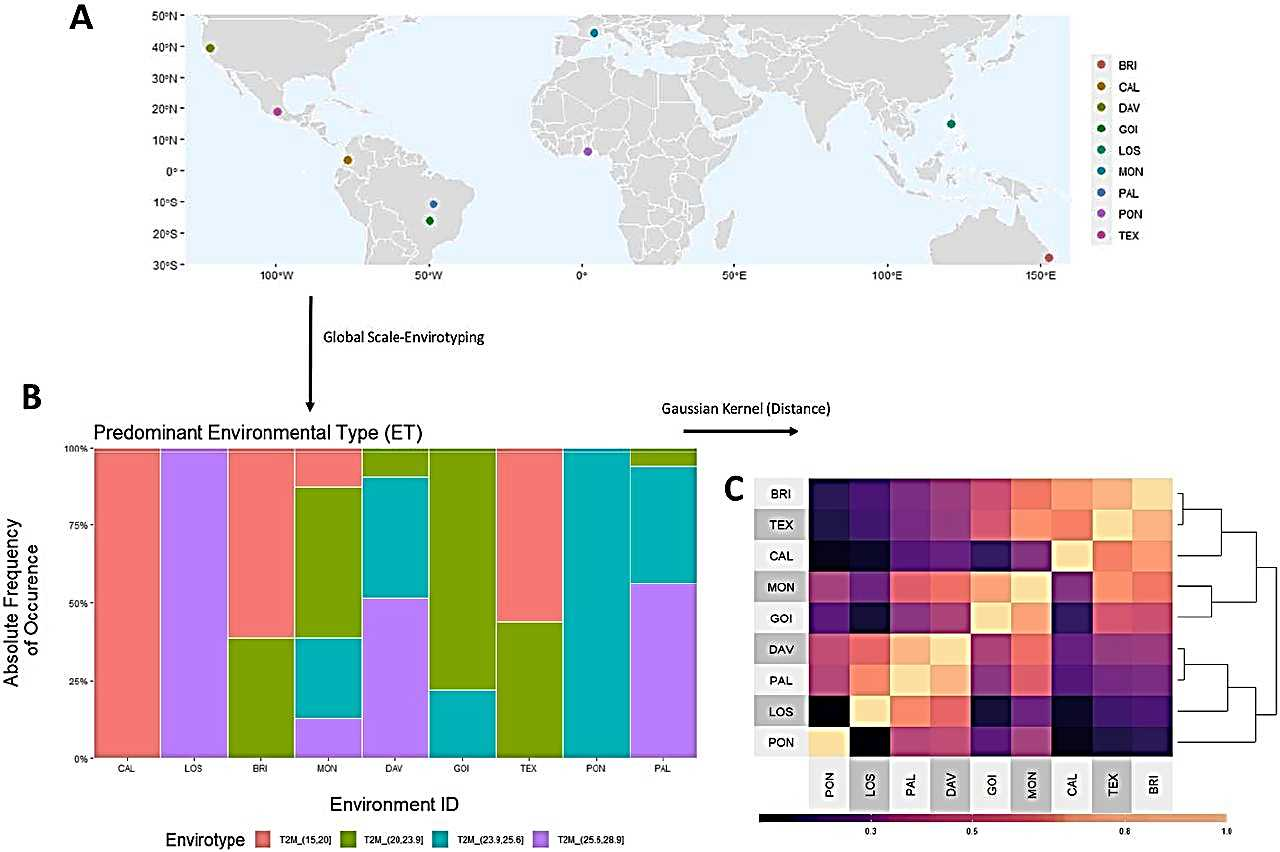 A
50°N
40°N
30°N
20°N
10°N
0°
10°S
20°S
30°S
100°W 50°W 0° 50°E 100°E 150°E
BRI
CAL
DAV
GOI
LOS
MON
PAL
PON
TEX
Global Scale-Envirotyping
B
Predominant Environmental Type (ET)
Gaussian Kernel (Distance)
100%
75%
50%
25%
0%
Absolute Frequency
of Occurence
CAL LOS BRI MON DAV GOI TEX PON PAL
Environment ID
Envirotype T2M_(15,20] T2M_(20,23.9] T2M_(23.9,25.6] T2M_(25.6,28.9]
C
BRI
TEX
CAL
MON
GOI
DAV
PAL
LOS
PON
PON LOS PAL DAV GOI MON CAL TEX BRI
0.3 0.5 0.8 1.0